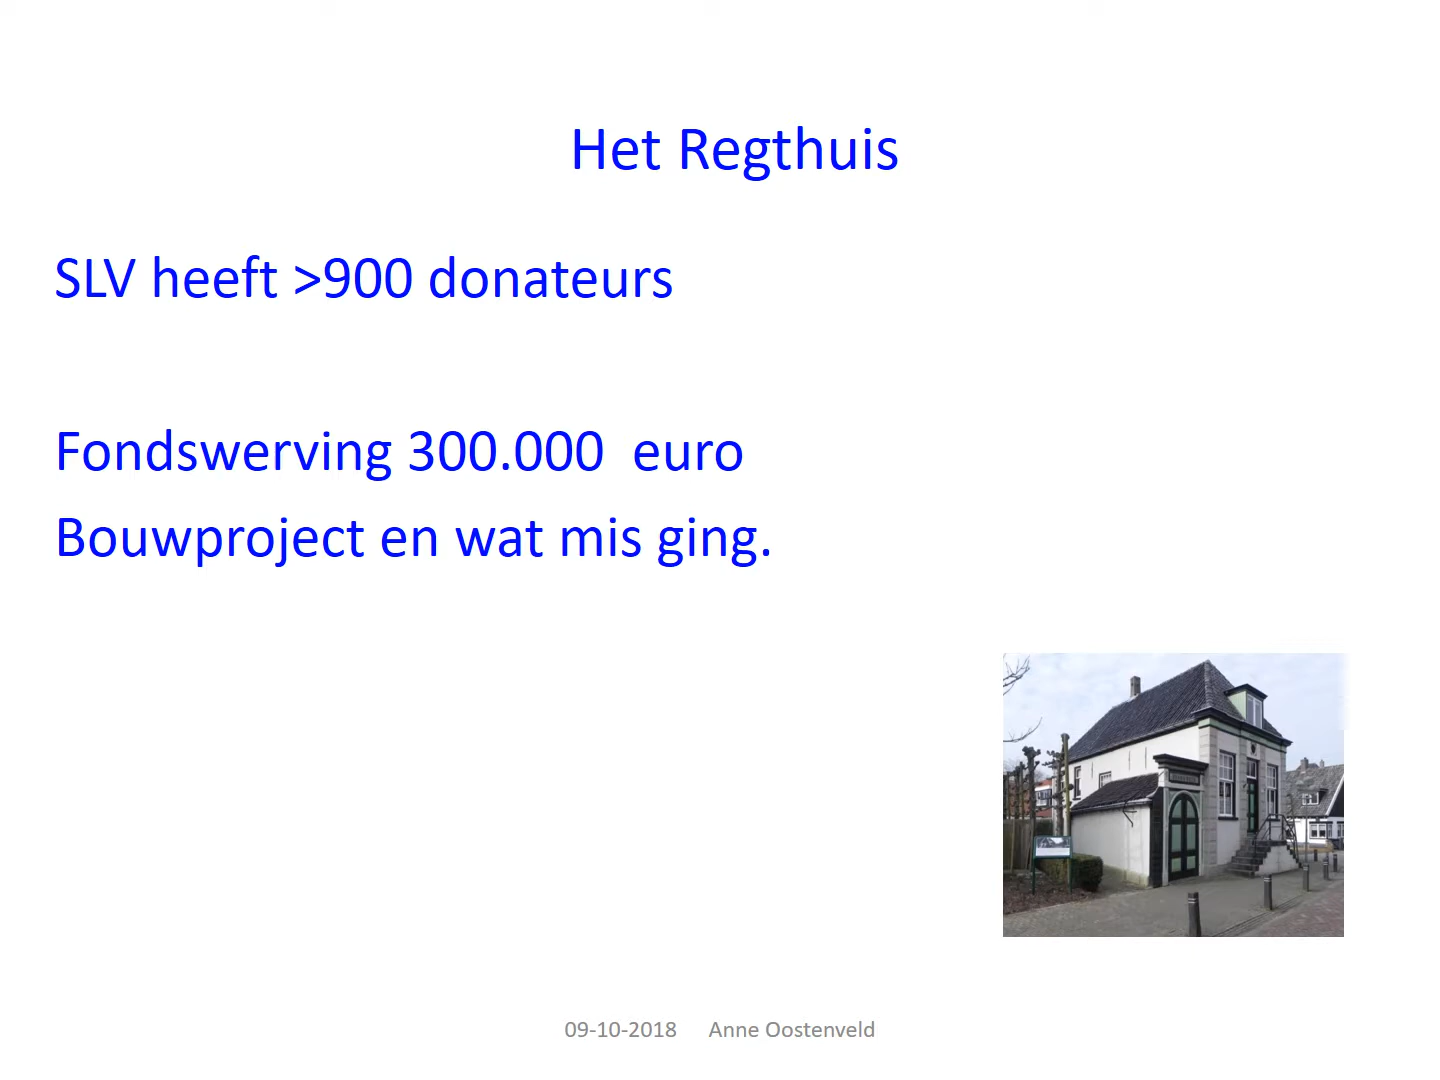 Het Regthuis
SLV heeft >900 donateurs
Fondswerving 300.000  euro
Bouwproject en wat mis ging.
09-10-2018 Anne Oostenveld